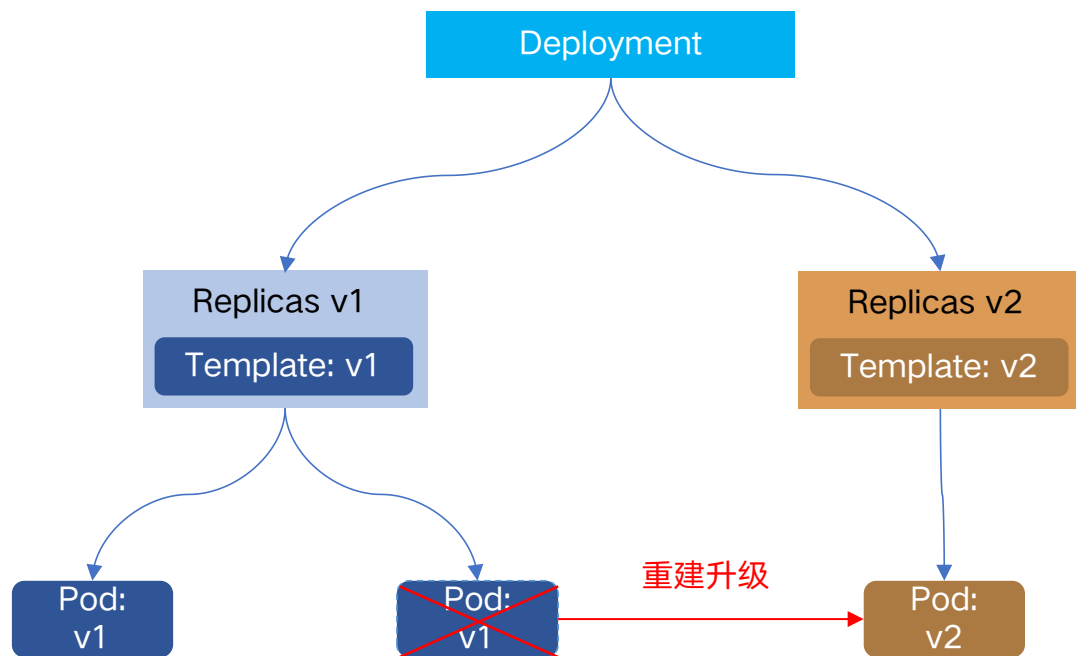 Deployment
Replicas v1
Template: v1
Replicas v2
Template: v2
重建升级
Pod:
v1
Pod:
v1
Pod:
v2